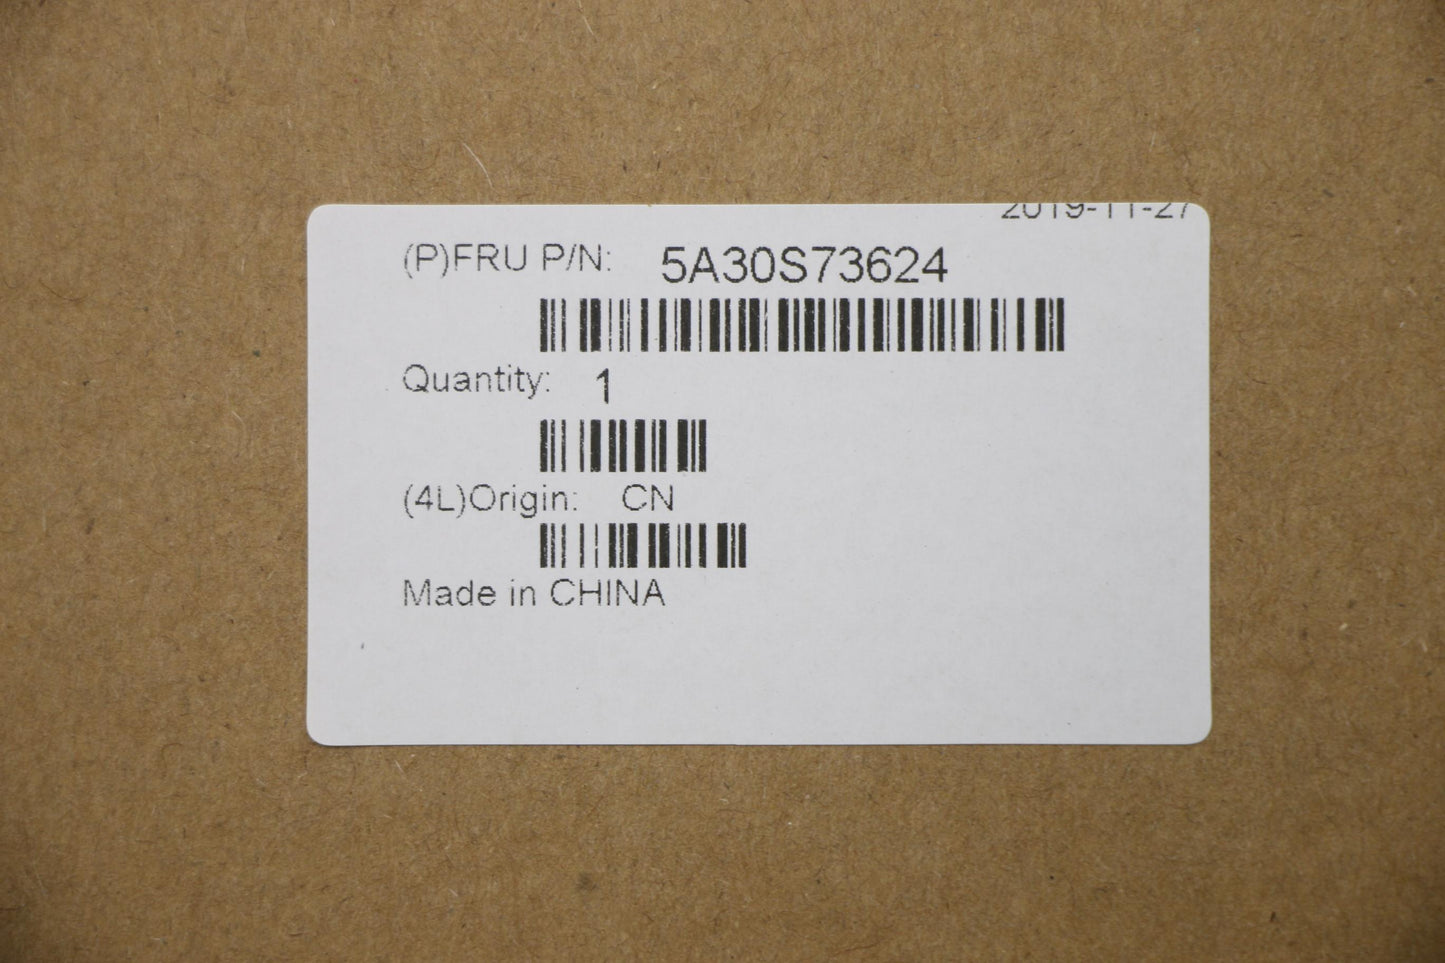 2019-11-27
(P)FRU P/N: 5A30S73624
Quantity: 1
(4L)Origin: CN
Made in CHINA